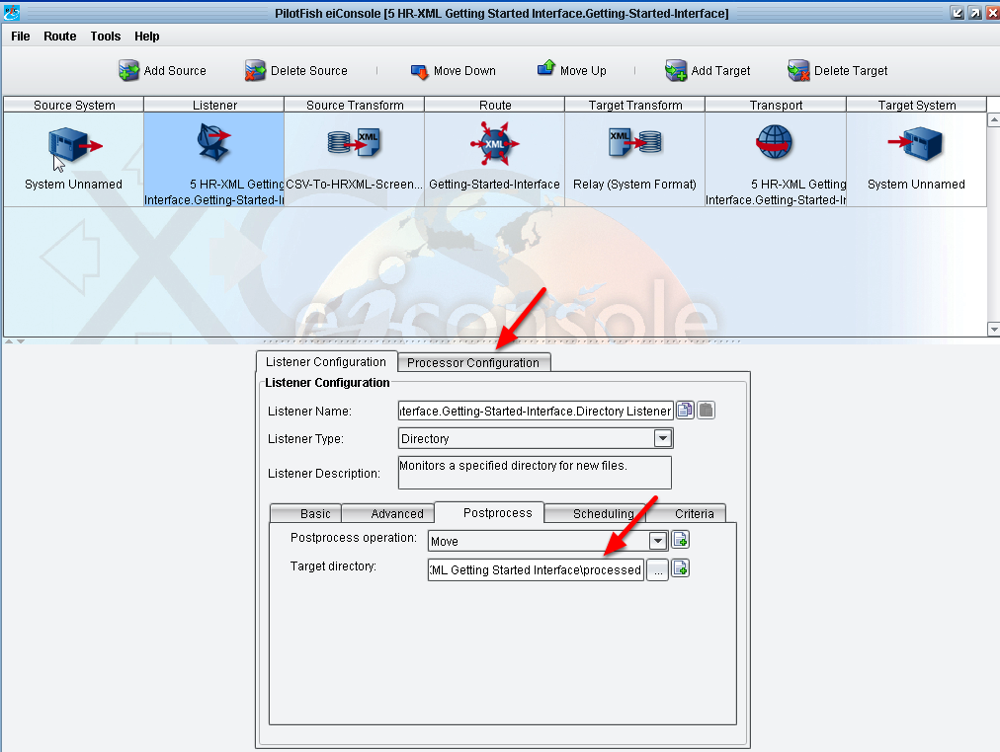 PilotFish eiConsole [5 HR-XML Getting Started Interface.Getting-Started-Interface]
File Route Tools Help
Add Source Delete Source Move Down Move Up Add Target Delete Target
Source System Listener Source Transform Route Target Transform Transport Target System
XML XML XML
System Unnamed 5 HR-XML Getting CSV-To-HRXML-Screen... Getting-Started-Interface Relay (System Format) 5 HR-XML Getting System Unnamed
Interface.Getting-Started-I Interface.Getting-Started-I
XCS
eiconsole
Listener Configuration Processor Configuration
Listener Configuration
Listener Name: terface.Getting-Started-Interface.Directory Listener
Listener Type: Directory
Listener Description: Monitors a specified directory for new files.
Basic Advanced Postprocess Scheduling Criteria
Postprocess operation: Move
Target directory: ML Getting Started Interface\processed ...